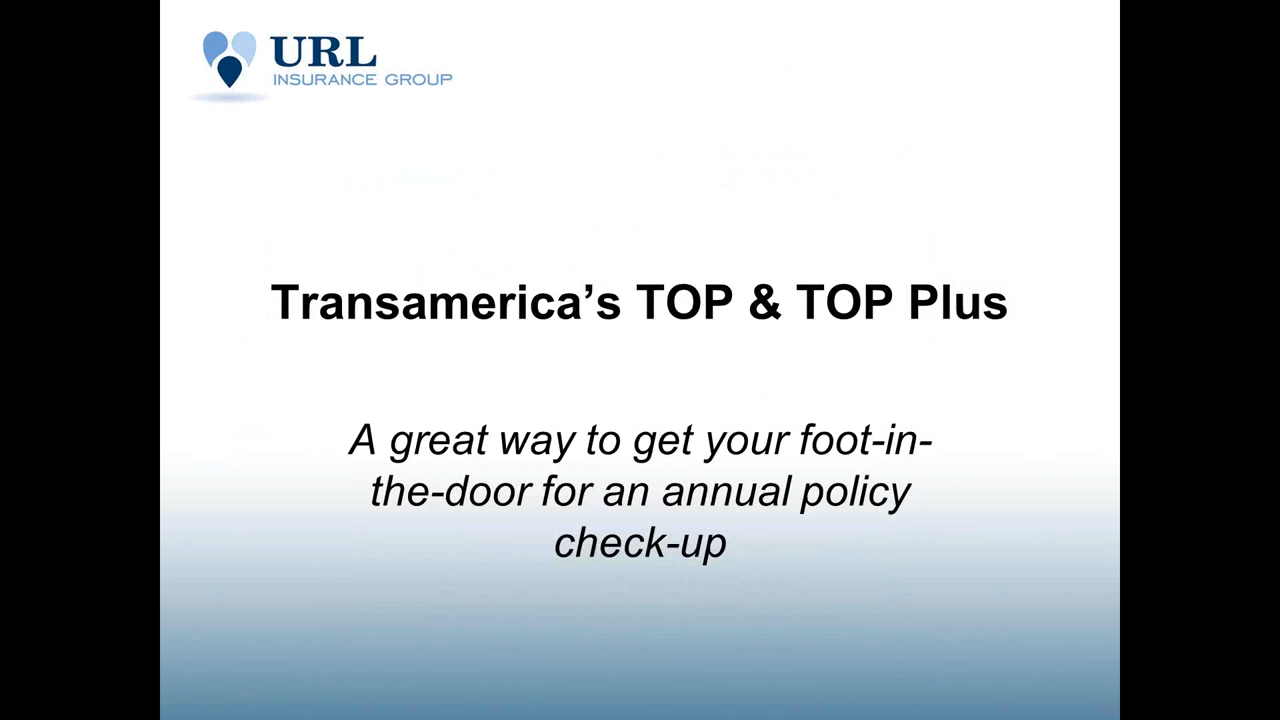 URL
INSURANCE GROUP
Transamerica’s TOP & TOP Plus
A great way to get your foot-in-
the-door for an annual policy
check-up